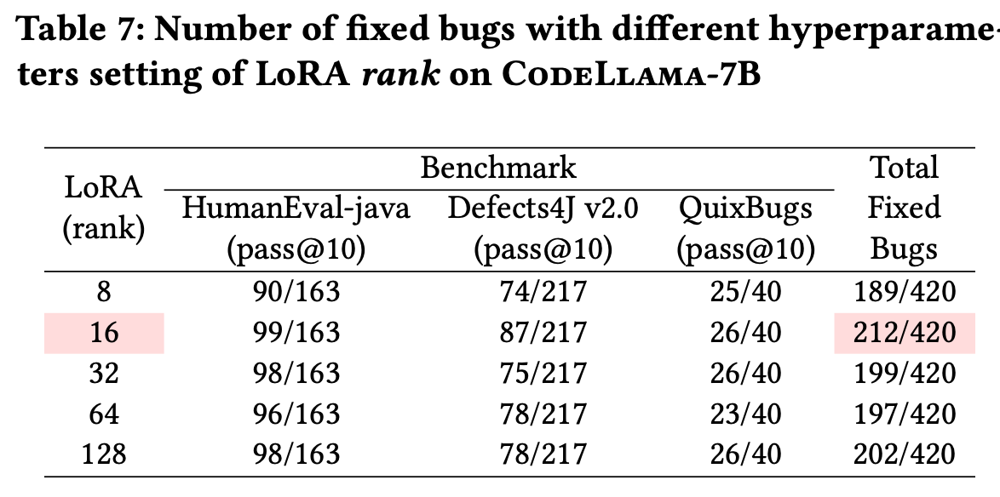 Table 7: Number of fixed bugs with different hyperparame-
ters setting of LoRA rank on CODELLAMA-7B
LoRA (rank) Benchmark Total Fixed Bugs
HumanEval-java (pass@10) Defects4J v2.0 (pass@10) QuixBugs (pass@10)
8 90/163 74/217 25/40 189/420
16 99/163 87/217 26/40 212/420
32 98/163 75/217 26/40 199/420
64 96/163 78/217 23/40 197/420
128 98/163 78/217 26/40 202/420